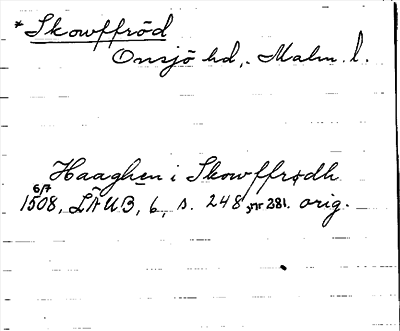 * Skowffröd
Onsjö hd, Malm. l.
Haaghen i Skowffrødh
6/7
1508, LÄUB, 6, s. 248, nr 281. orig.